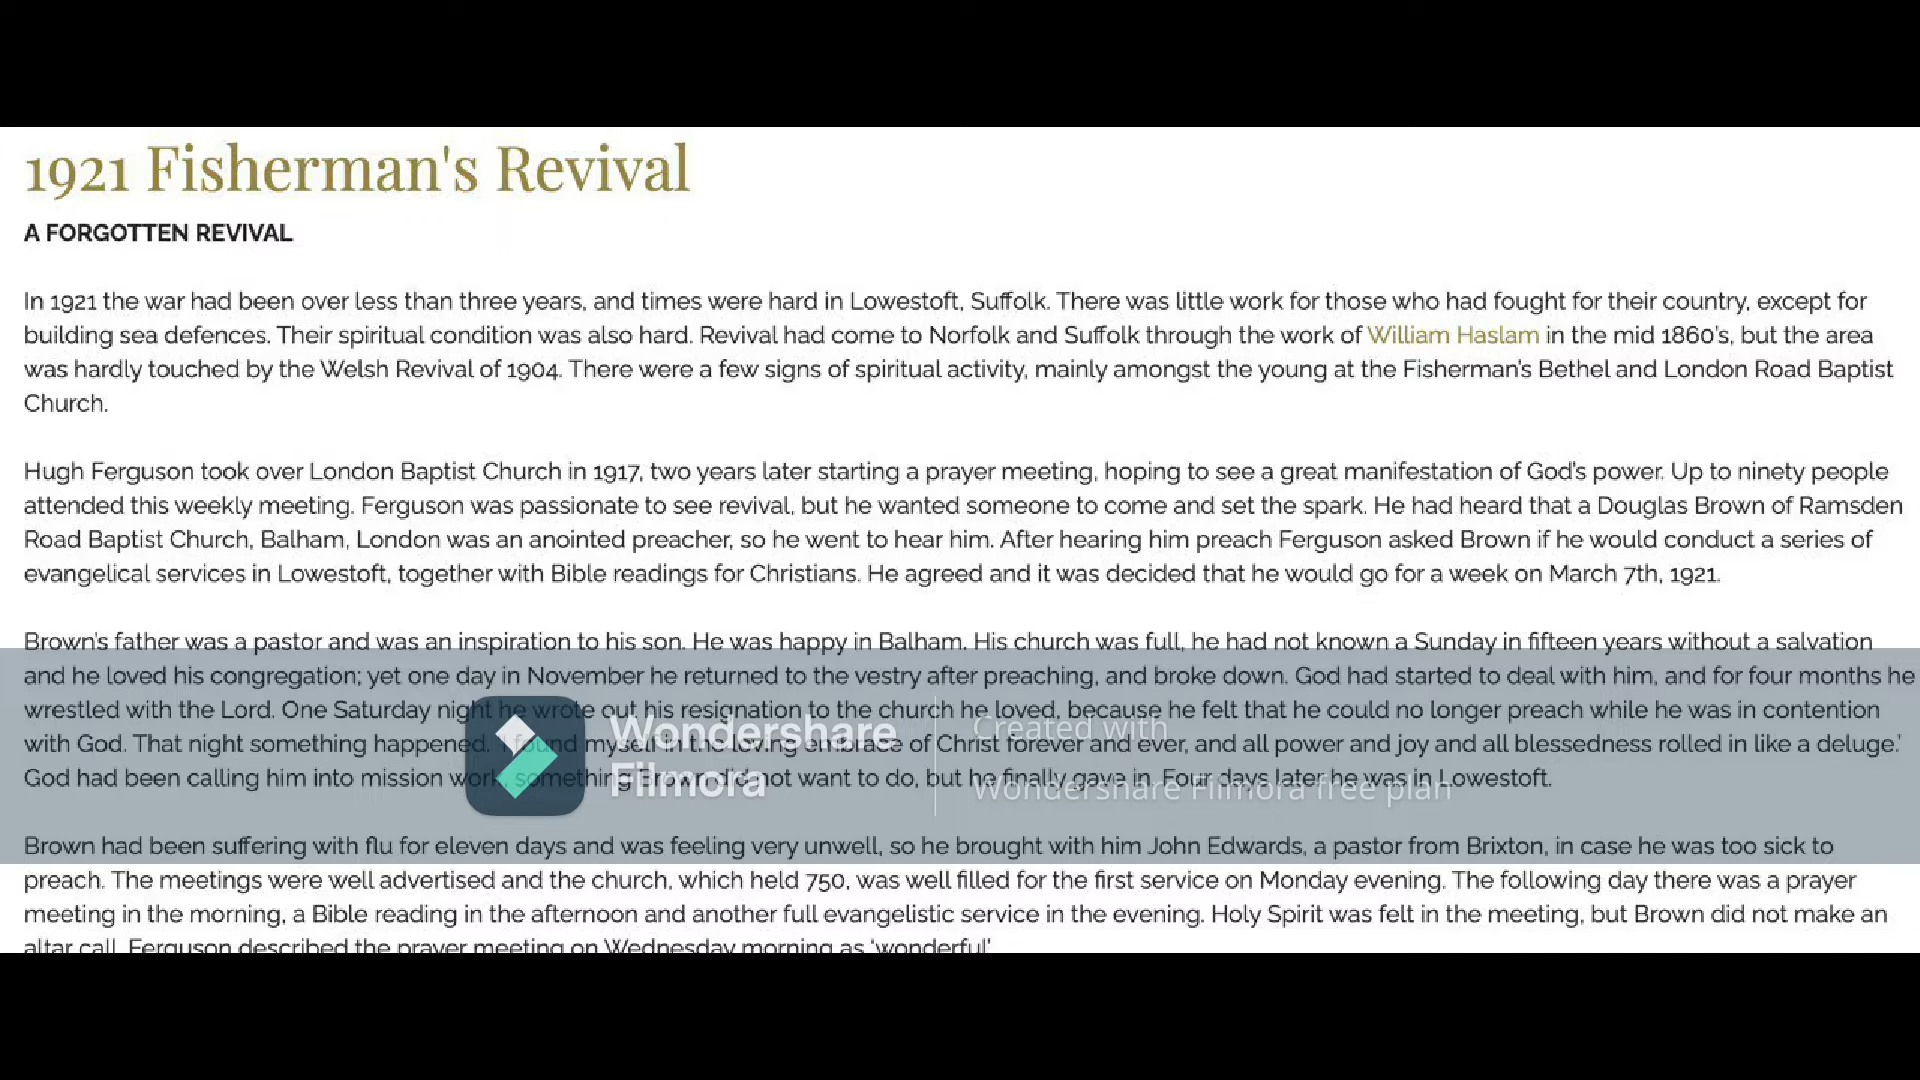 1921 Fisherman's Revival
A FORGOTTEN REVIVAL
In 1921 the war had been over less than three years, and times were hard in Lowestoft, Suffolk. There was little work for those who had fought for their country, except for
building sea defences. Their spiritual condition was also hard. Revival had come to Norfolk and Suffolk through the work of William Haslam in the mid 1860's, but the area
was hardly touched by the Welsh Revival of 1904. There were a few signs of spiritual activity, mainly amongst the young at the Fisherman's Bethel and London Road Baptist
Church.
Hugh Ferguson took over London Baptist Church in 1917, two years later starting a prayer meeting, hoping to see a great manifestation of God's power. Up to ninety people
attended this weekly meeting. Ferguson was passionate to see revival, but he wanted someone to come and set the spark. He had heard that a Douglas Brown of Ramsden
Road Baptist Church, Balham, London was an anointed preacher, so he went to hear him. After hearing him preach Ferguson asked Brown if he would conduct a series of
evangelical services in Lowestoft, together with Bible readings for Christians. He agreed and it was decided that he would go for a week on March 7th, 1921.
Brown's father was a pastor and was an inspiration to his son. He was happy in Balham. His church was full, he had not known a Sunday in fifteen years without a salvation
and he loved his congregation; yet one day in November he returned to the vestry after preaching, and broke down. God had started to deal with him, and for four months he
wrestled with the Lord. One Saturday night he wrote out his resignation to the church he loved, because he felt that he could no longer preach while he was in contention
with God. That night something happened. 'I found myself in the loving embrace of Christ forever and ever, and all power and joy and all blessedness rolled in like a deluge.'
God had been calling him into mission work, something Brown did not want to do, but he finally gave in. Four days later he was in Lowestoft.
Wondershare
Filmora
Created with
Wondershare Filmora free plan
Brown had been suffering with flu for eleven days and was feeling very unwell, so he brought with him John Edwards, a pastor from Brixton, in case he was too sick to
preach. The meetings were well advertised and the church, which held 750, was well filled for the first service on Monday evening. The following day there was a prayer
meeting in the morning, a Bible reading in the afternoon and another full evangelistic service in the evening. Holy Spirit was felt in the meeting, but Brown did not make an
altar call. Ferguson described the prayer meeting on Wednesday morning as 'wonderful'.